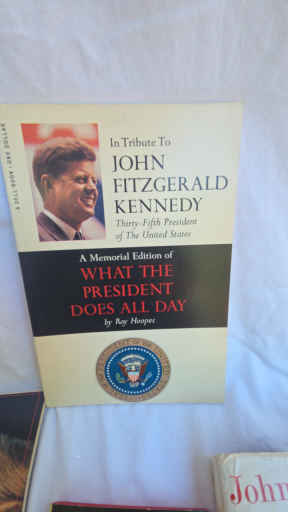 In Tribute To
JOHN
FITZGERALD
KENNEDY
Thirty-Fifth President
of The United States
A Memorial Edition of
WHAT THE
PRESIDENT
DOES ALL DAY
by Roy Hoopes
John